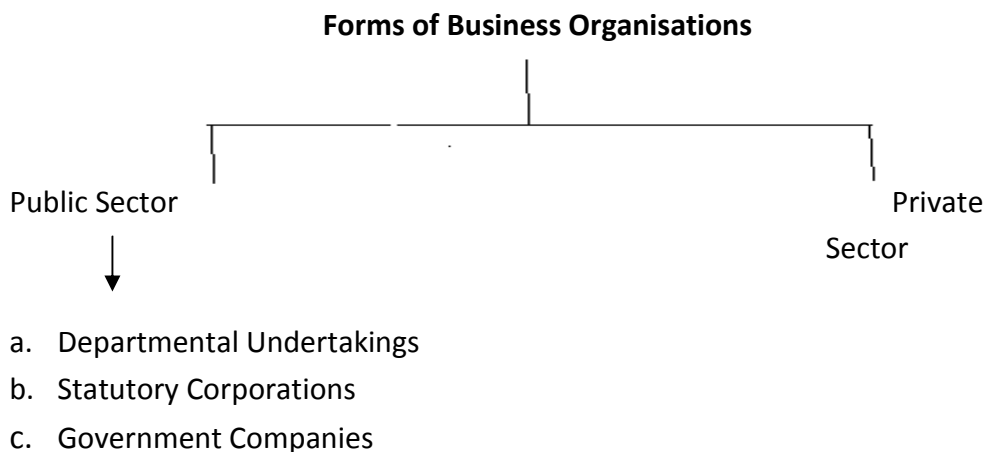 Forms of Business Organisations
Public Sector
Private
Sector
a. Departmental Undertakings
b. Statutory Corporations
c. Government Companies